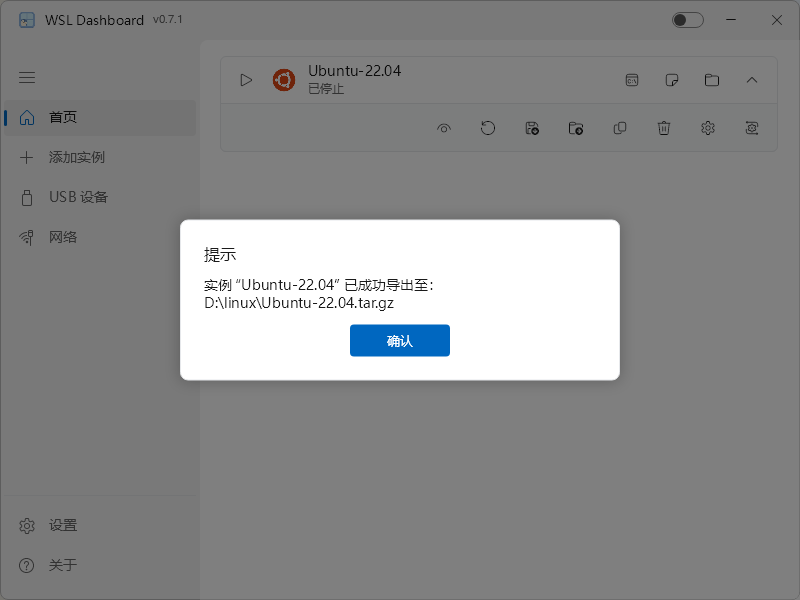 WSL Dashboard v0.7.1
Ubuntu-22.04
已停止
首页
添加实例
USB 设备
网络
提示
实例 “Ubuntu-22.04” 已成功导出至：
D:\linux\Ubuntu-22.04.tar.gz
确认
设置
关于